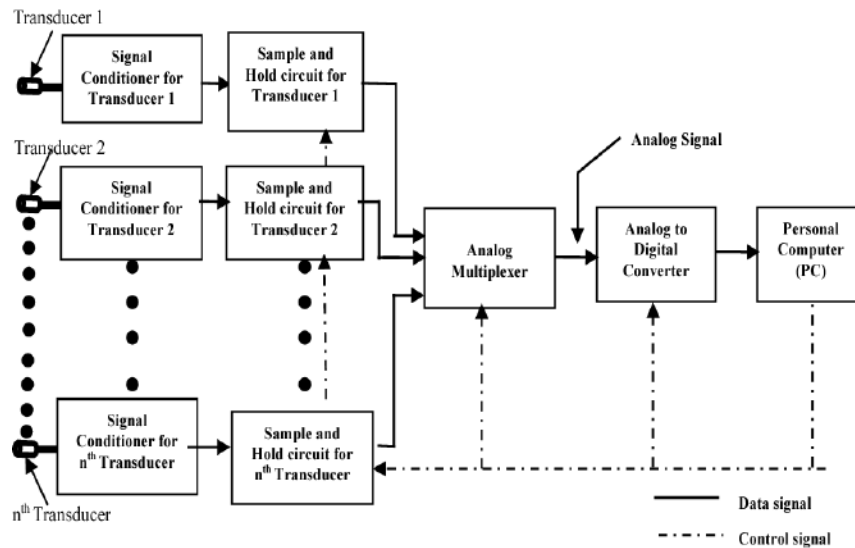 Transducer 1
Signal
Conditioner for
Transducer 1
Sample and
Hold circuit for
Transducer 1
Transducer 2
Signal
Conditioner for
Transducer 2
Sample and
Hold circuit for
Transducer 2
Analog Signal
Analog
Multiplexer
Analog to
Digital
Converter
Personal
Computer
(PC)
Signal
Conditioner for
nth Transducer
Sample and
Hold circuit for
nth Transducer
nth Transducer
Data signal
Control signal